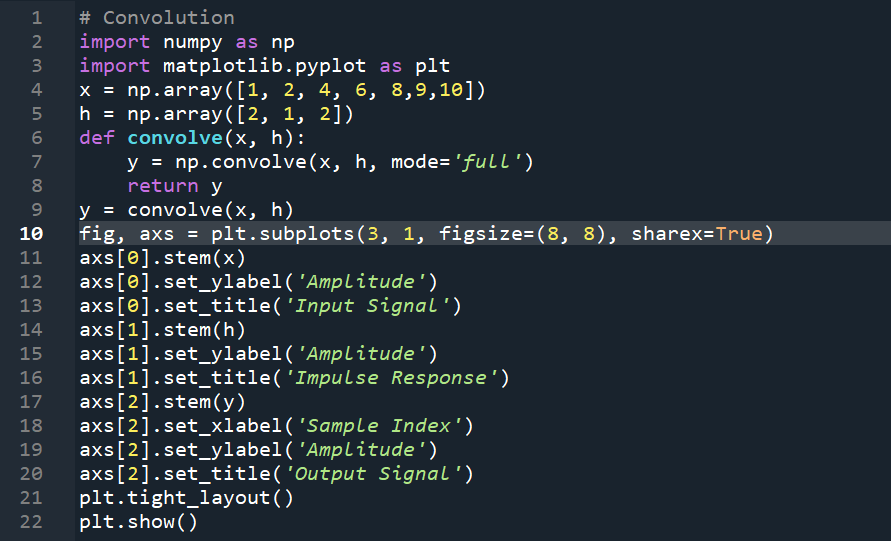 1 # Convolution
2 import numpy as np
3 import matplotlib.pyplot as plt
4 x = np.array([1, 2, 4, 6, 8,9,10])
5 h = np.array([2, 1, 2])
6 def convolve(x, h):
7     y = np.convolve(x, h, mode='full')
8     return y
9 y = convolve(x, h)
10 fig, axs = plt.subplots(3, 1, figsize=(8, 8), sharex=True)
11 axs[0].stem(x)
12 axs[0].set_ylabel('Amplitude')
13 axs[0].set_title('Input Signal')
14 axs[1].stem(h)
15 axs[1].set_ylabel('Amplitude')
16 axs[1].set_title('Impulse Response')
17 axs[2].stem(y)
18 axs[2].set_xlabel('Sample Index')
19 axs[2].set_ylabel('Amplitude')
20 axs[2].set_title('Output Signal')
21 plt.tight_layout()
22 plt.show()